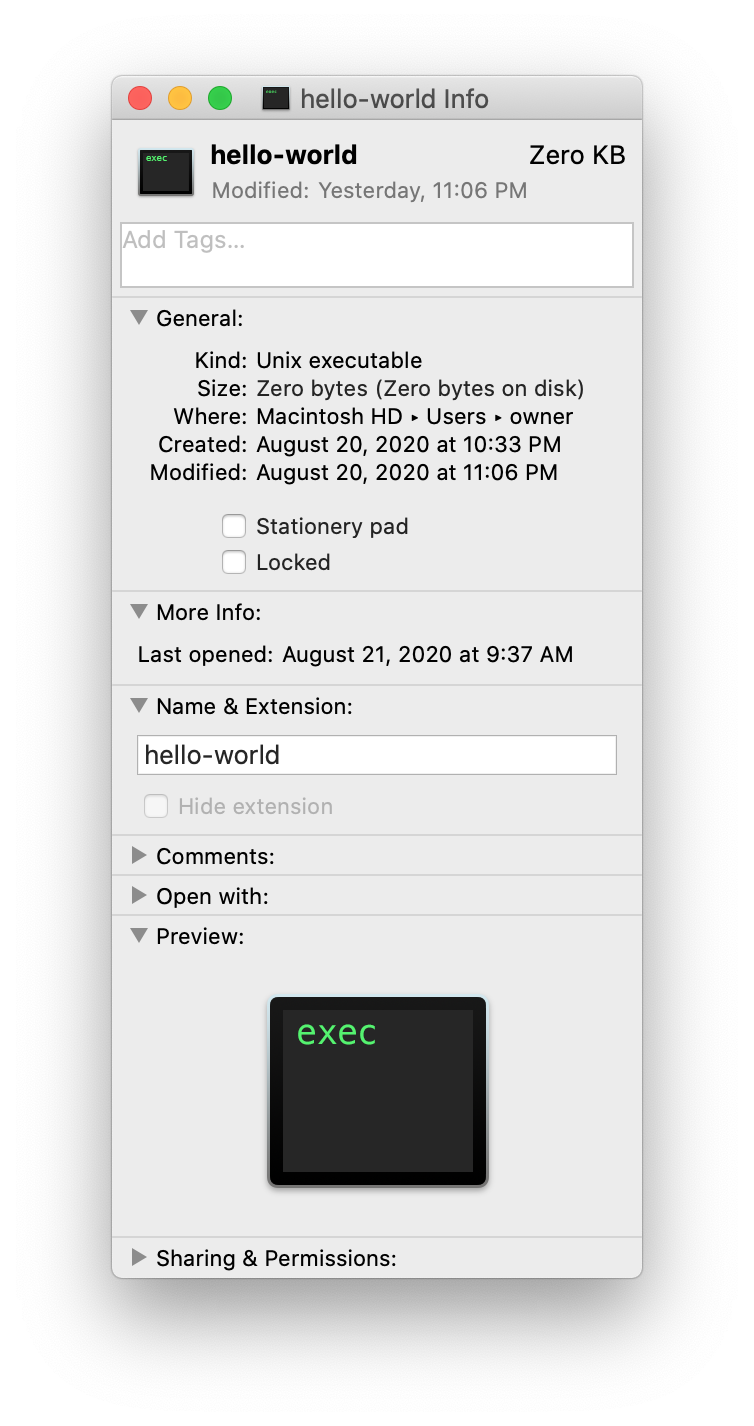 hello-world Info
exec
hello-world
Zero KB
Modified: Yesterday, 11:06 PM
Add Tags...
General:
Kind: Unix executable
Size: Zero bytes (Zero bytes on disk)
Where: Macintosh HD ▸ Users ▸ owner
Created: August 20, 2020 at 10:33 PM
Modified: August 20, 2020 at 11:06 PM
Stationery pad
Locked
More Info:
Last opened: August 21, 2020 at 9:37 AM
Name & Extension:
hello-world
Hide extension
Comments:
Open with:
Preview:
exec
Sharing & Permissions: